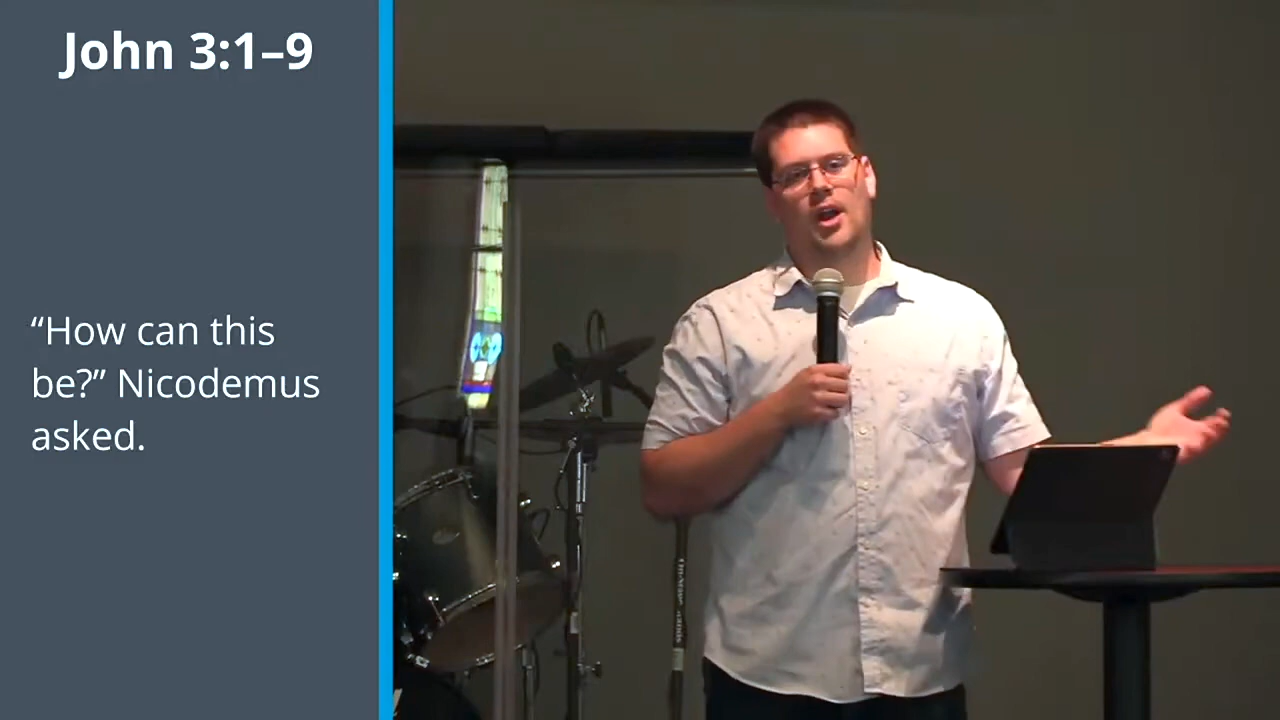 John 3:1–9
“How can this
be?” Nicodemus
asked.